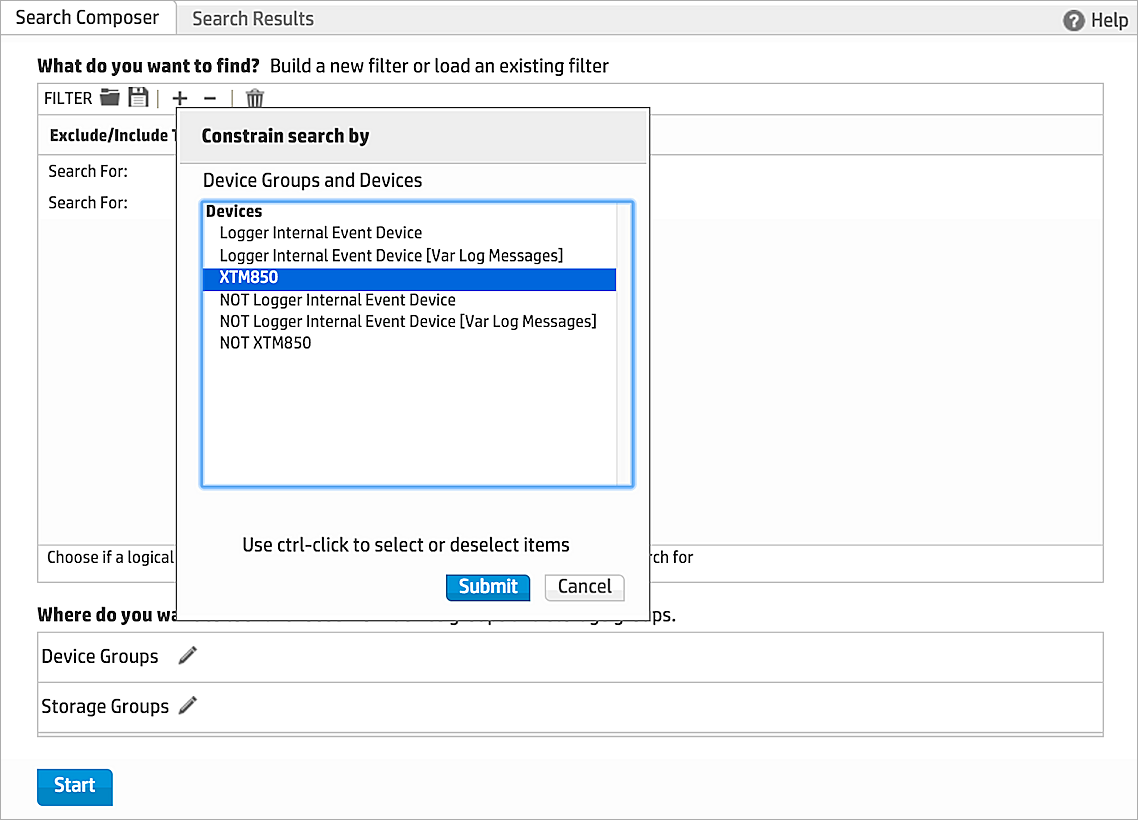 Search Composer Search Results Help
What do you want to find? Build a new filter or load an existing filter
FILTER
Exclude/Include
Search For:
Search For:
Constrain search by
Device Groups and Devices
Devices
Logger Internal Event Device
Logger Internal Event Device [Var Log Messages]
XTM850
NOT Logger Internal Event Device
NOT Logger Internal Event Device [Var Log Messages]
NOT XTM850
Use ctrl-click to select or deselect items
Submit Cancel
Choose if a logical rch for
Where do you wa ps.
Device Groups
Storage Groups
Start